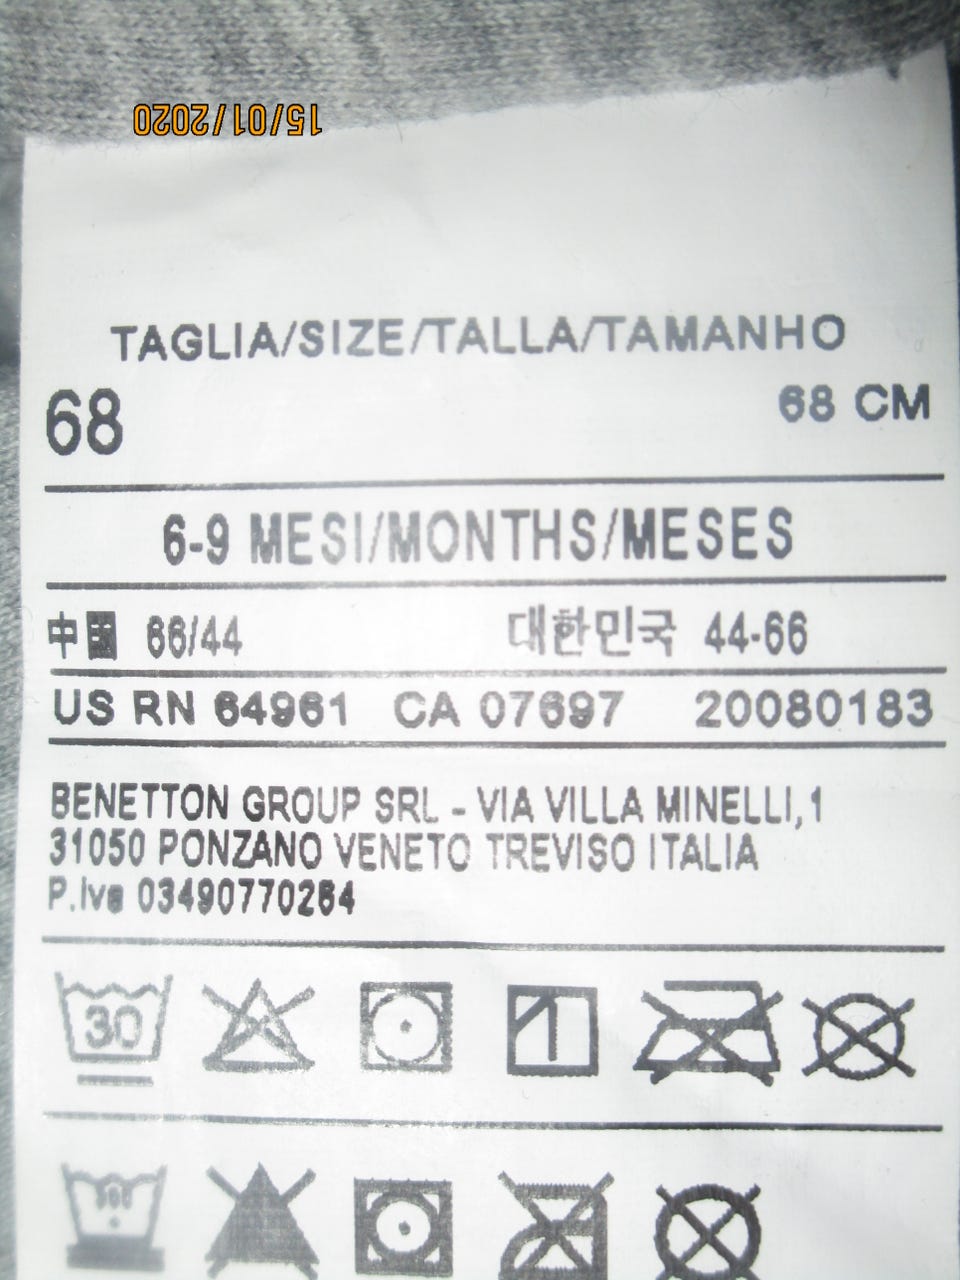 15/01/2020
TAGLIA/SIZE/TALLA/TAMANHO
68 68 CM
6-9 MESI/MONTHS/MESES
中國 66/44 대한민국 44-66
US RN 64961 CA 07697 20080183
BENETTON GROUP SRL - VIA VILLA MINELLI,1
31050 PONZANO VENETO TREVISO ITALIA
P.Iva 03490770264
30